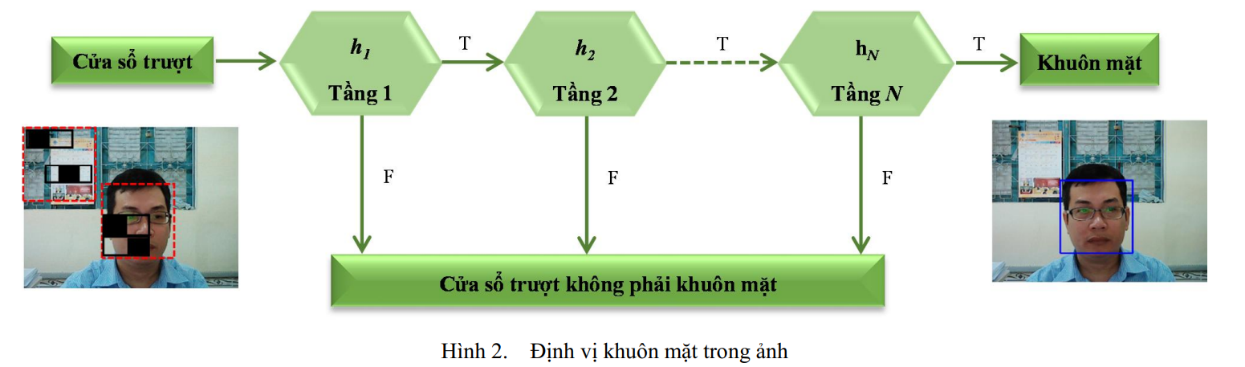 Cửa sổ trượt
h1
Tầng 1
T
h2
Tầng 2
T
hN
Tầng N
T
Khuôn mặt
F
F
F
Cửa sổ trượt không phải khuôn mặt
Hình 2. Định vị khuôn mặt trong ảnh